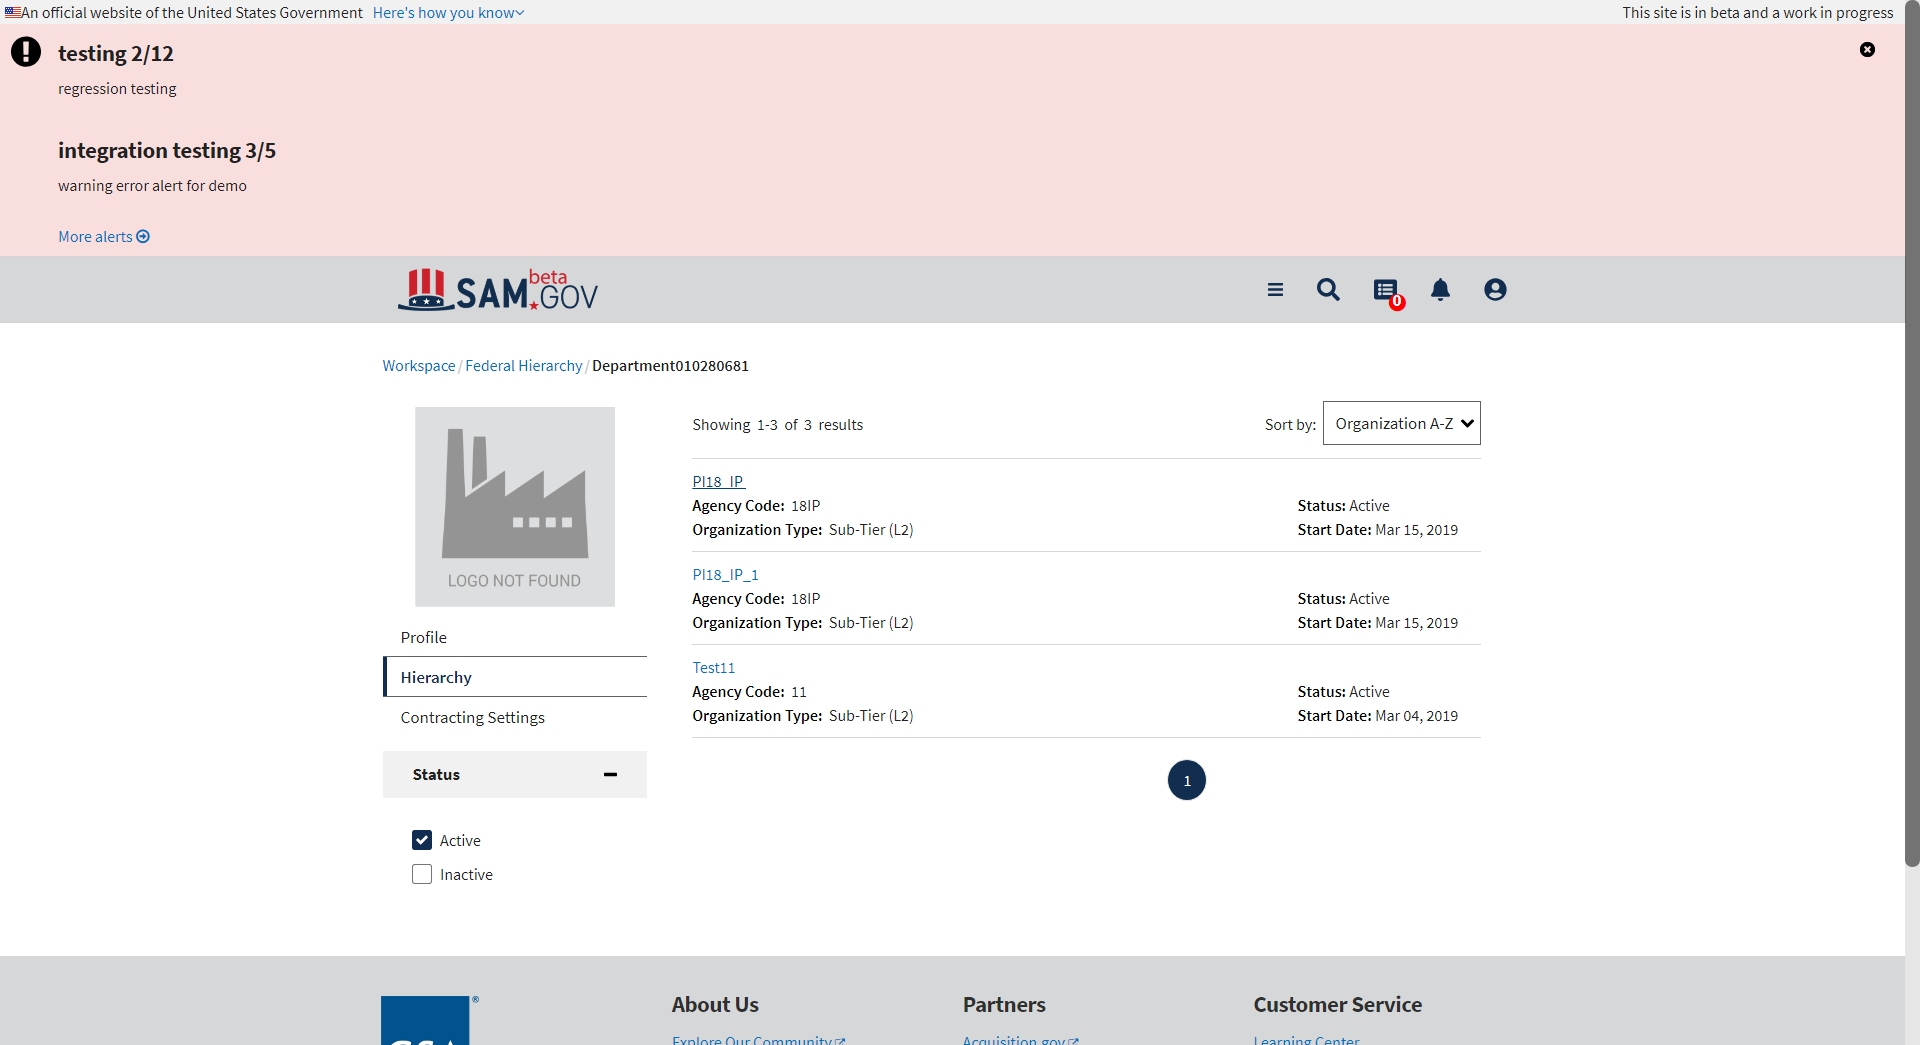 An official website of the United States Government Here's how you know
This site is in beta and a work in progress
testing 2/12
regression testing
integration testing 3/5
warning error alert for demo
More alerts
SAM beta .GOV
0
Workspace / Federal Hierarchy / Department010280681
LOGO NOT FOUND
Profile
Hierarchy
Contracting Settings
Status
Active
Inactive
Showing 1-3 of 3 results
Sort by: Organization A-Z
PI18_IP
Agency Code: 18IP
Status: Active
Organization Type: Sub-Tier (L2)
Start Date: Mar 15, 2019
PI18_IP_1
Agency Code: 18IP
Status: Active
Organization Type: Sub-Tier (L2)
Start Date: Mar 15, 2019
Test11
Agency Code: 11
Status: Active
Organization Type: Sub-Tier (L2)
Start Date: Mar 04, 2019
1
®
About Us
Explore Our Community
Partners
Acquisition.gov
Customer Service
Learning Center